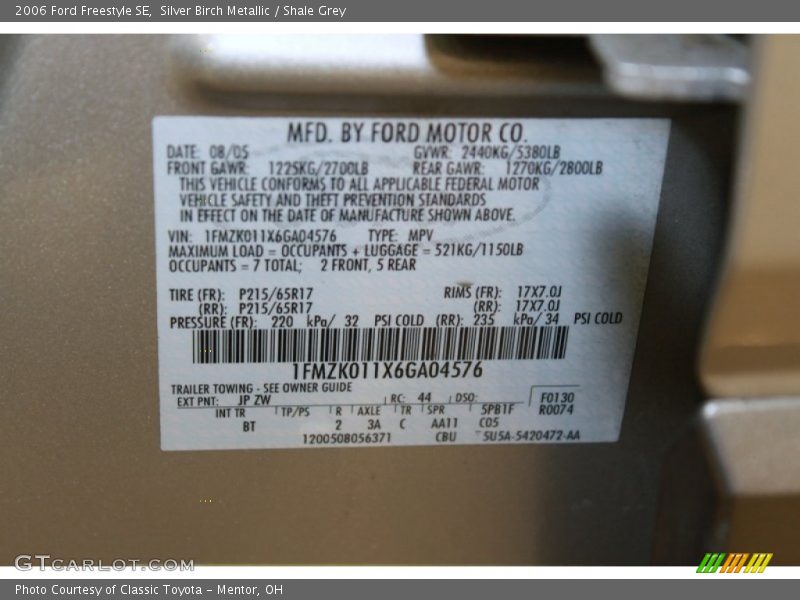 2006 Ford Freestyle SE, Silver Birch Metallic / Shale Grey
MFD. BY FORD MOTOR CO.
DATE: 08/05 GVWR: 2440KG/5380LB
FRONT GAWR: 1225KG/2700LB REAR GAWR: 1270KG/2800LB
THIS VEHICLE CONFORMS TO ALL APPLICABLE FEDERAL MOTOR
VEHICLE SAFETY AND THEFT PREVENTION STANDARDS
IN EFFECT ON THE DATE OF MANUFACTURE SHOWN ABOVE.
VIN: 1FMZK011X6GA04576 TYPE: MPV
MAXIMUM LOAD = OCCUPANTS + LUGGAGE = 521KG/1150LB
OCCUPANTS = 7 TOTAL; 2 FRONT, 5 REAR
TIRE (FR): P215/65R17 RIMS (FR): 17X7.0J
(RR): P215/65R17 (RR): 17X7.0J
PRESSURE (FR): 220 kPa/ 32 PSI COLD (RR): 235 kPa/ 34 PSI COLD
1FMZK011X6GA04576
TRAILER TOWING - SEE OWNER GUIDE
EXT PNT: JP ZW RC: 44 DSO: F0130
INT TR TP/PS R AXLE TR SPR 5PB1F R0074
BT 2 3A C AA11 C05
1200508056371 CBU 5U5A-5420472-AA
GTCARLOT.COM
Photo Courtesy of Classic Toyota - Mentor, OH